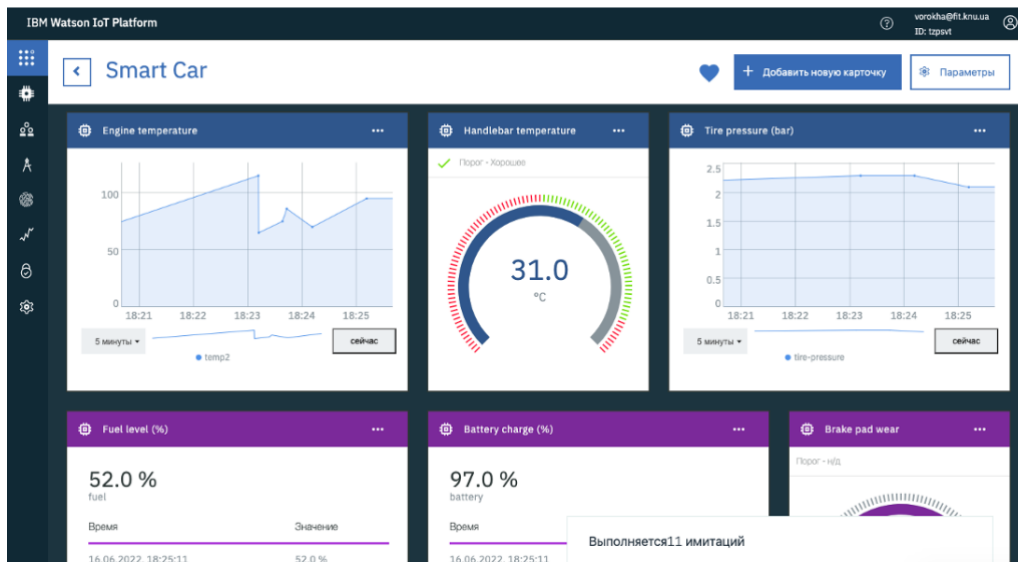 IBM Watson IoT Platform
vorokha@fit.knu.ua
ID: tzpsvt
Smart Car
+ Добавить новую карточку
Параметры
Engine temperature
100
50
0
18:21 18:22 18:23 18:24 18:25
5 минуты
сейчас
temp2
Handlebar temperature
Порог - Хорошее
31.0
°C
Tire pressure (bar)
2.5
2
1.5
1
0.5
0
18:21 18:22 18:23 18:24 18:25
5 минуты
сейчас
tire-pressure
Fuel level (%)
52.0 %
fuel
Время Значение
16.06.2022, 18:25:11 52.0 %
Battery charge (%)
97.0 %
battery
Время
16.06.2022, 18:25:11
Brake pad wear
Порог - н/д
Выполняется11 имитаций